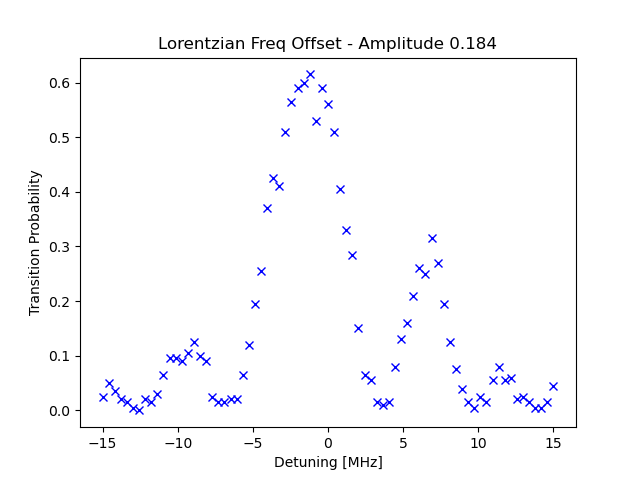 Lorentzian Freq Offset - Amplitude 0.184
Transition Probability
0.6
0.5
0.4
0.3
0.2
0.1
0.0
−15 −10 −5 0 5 10 15
Detuning [MHz]